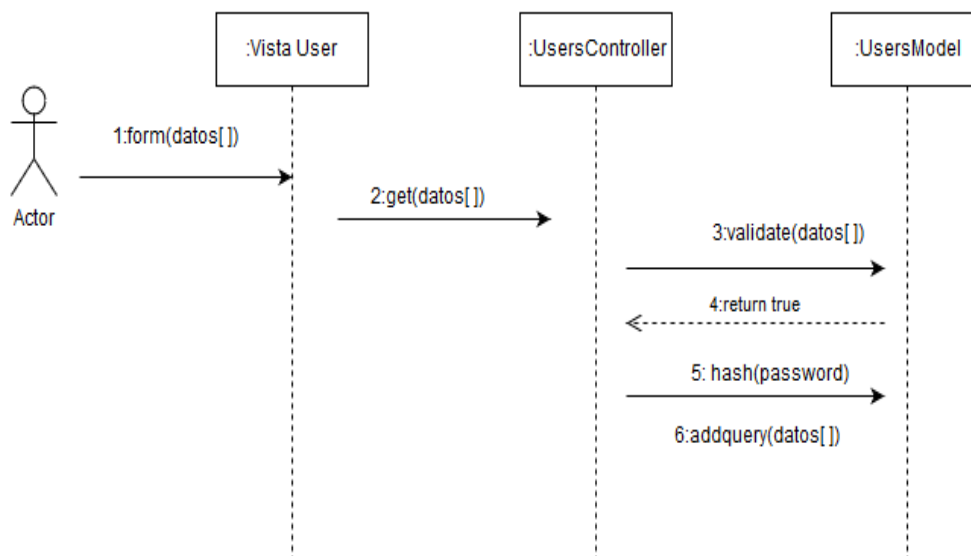 :Vista User
:UsersController
:UsersModel
1:form(datos[ ])
Actor
2:get(datos[ ])
3:validate(datos[ ])
4:return true
5: hash(password)
6:addquery(datos[ ])